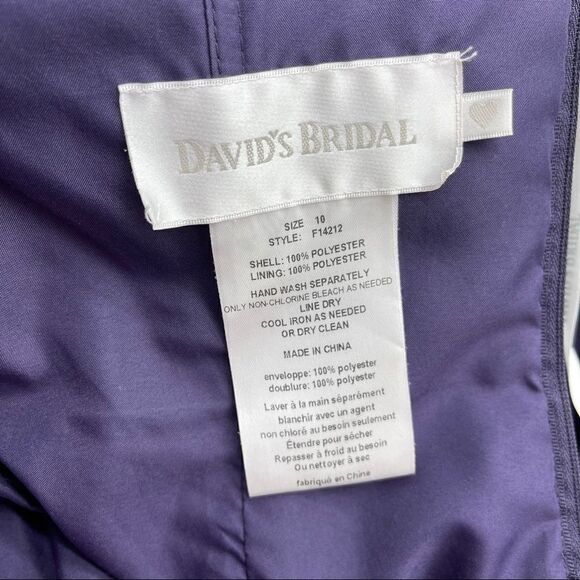 DAVID'S BRIDAL
SIZE 10
STYLE: F14212
SHELL: 100% POLYESTER
LINING: 100% POLYESTER
HAND WASH SEPARATELY
ONLY NON-CHLORINE BLEACH AS NEEDED
LINE DRY
COOL IRON AS NEEDED
OR DRY CLEAN
MADE IN CHINA
enveloppe: 100% polyester
doublure: 100% polyester
Laver à la main séparément
blanchir avec un agent
non chloré au besoin seulement
Étendre pour sécher
Repasser à froid au besoin
Ou nettoyer à sec
fabriqué en Chine